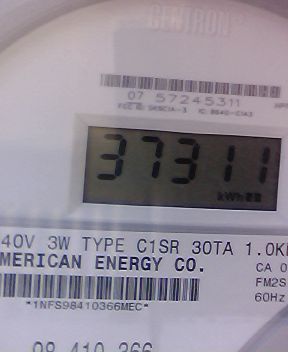 CENTRON
07 57245311
37311
kWh
40V 3W TYPE C1SR 30TA 1.0K
MERICAN ENERGY CO.
CA 0
FM2S
60Hz
*1NFS98410366MEC*
98 410 366